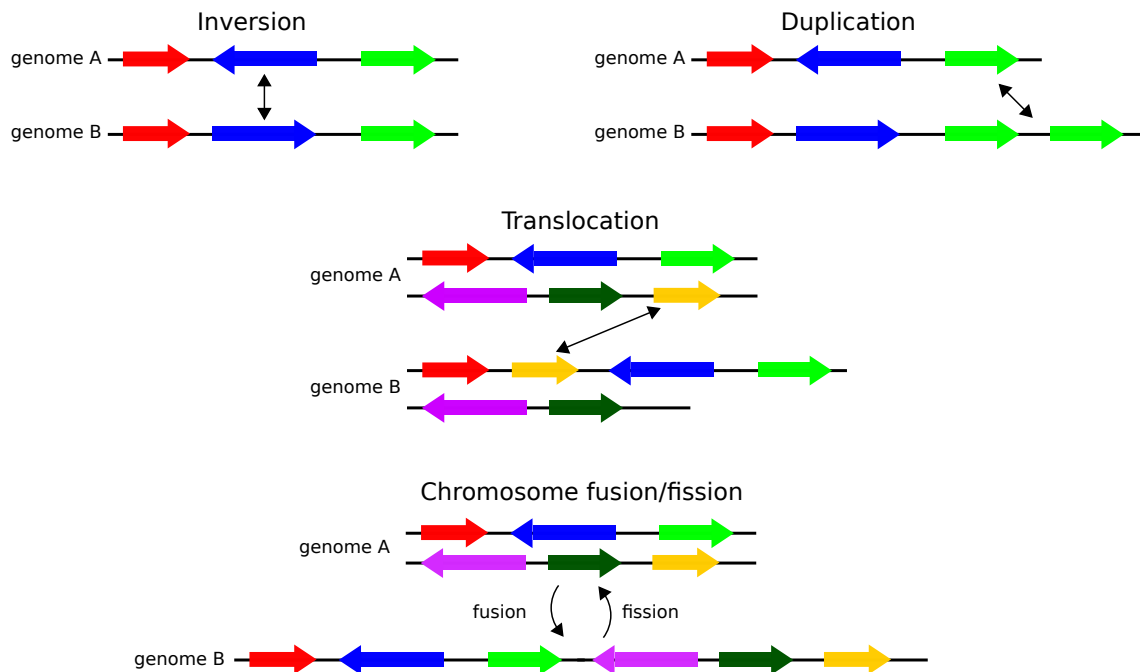 Inversion
genome A
genome B
Duplication
genome A
genome B
Translocation
genome A
genome B
Chromosome fusion/fission
genome A
fusion
fission
genome B